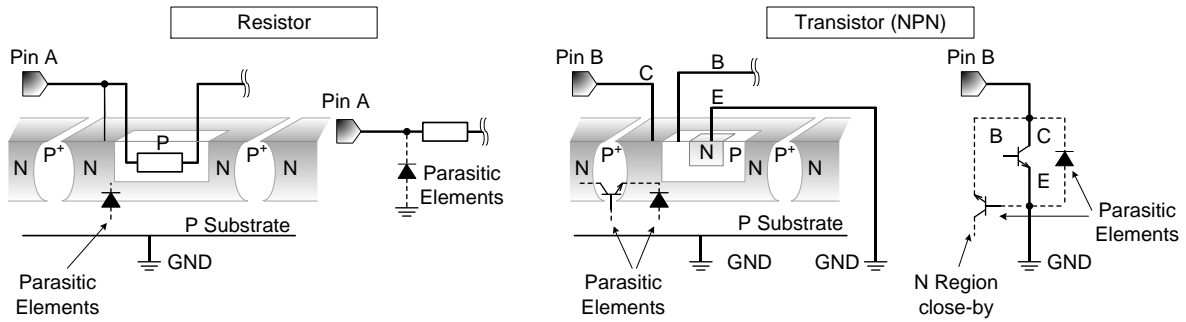 Resistor
Transistor (NPN)
Pin A
Pin A
N
P+
N
P
N
P+
N
Parasitic
Elements
P Substrate
GND
Parasitic
Elements
Pin B
C
B
E
N
P+
N
N
P
N
P+
N
P Substrate
GND
GND
Parasitic
Elements
Pin B
B
C
E
Parasitic
Elements
GND
N Region
close-by